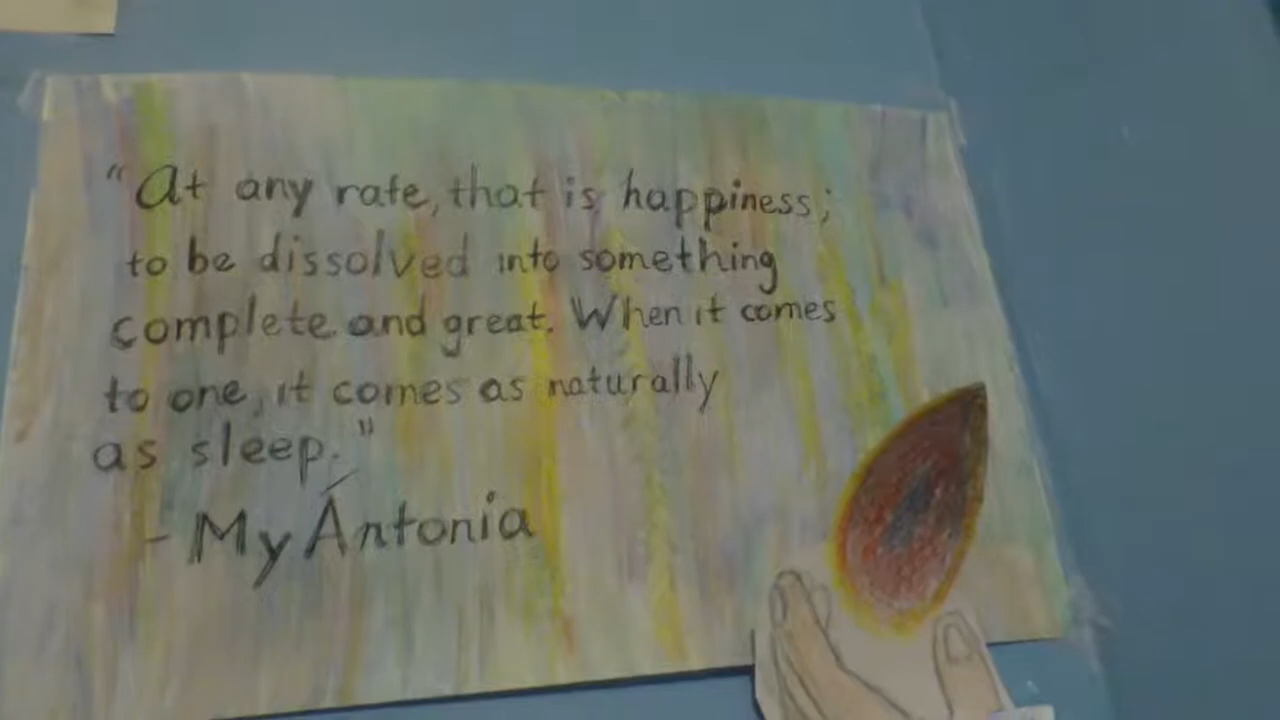 "At any rate, that is happiness;
to be dissolved into something
complete and great. When it comes
to one, it comes as naturally
as sleep."
- My Ántonia